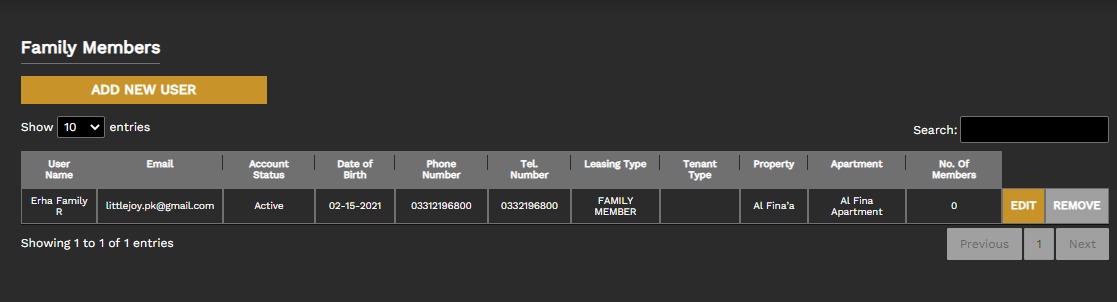 Family Members
ADD NEW USER
Show 10 entries
Search:
User Name Email Account Status Date of Birth Phone Number Tel. Number Leasing Type Tenant Type Property Apartment No. Of Members
Erha Family R littlejoy.pk@gmail.com Active 02-15-2021 03312196800 0332196800 FAMILY MEMBER Al Fina'a Al Fina Apartment 0 EDIT REMOVE
Showing 1 to 1 of 1 entries
Previous 1 Next